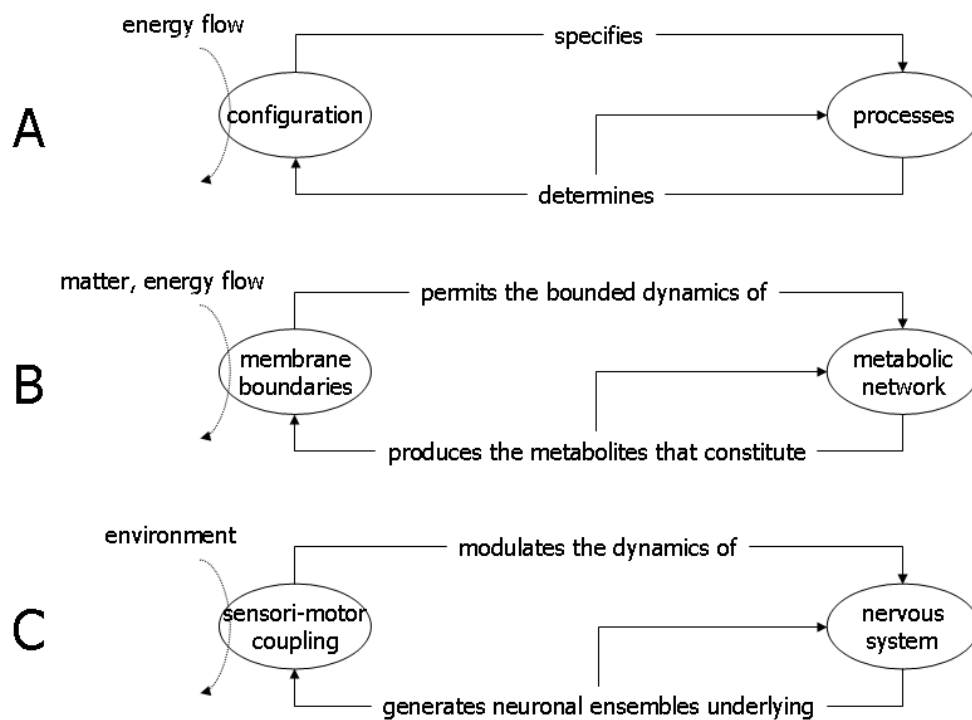 energy flow
specifies
A
configuration
processes
determines
matter, energy flow
permits the bounded dynamics of
B
membrane
boundaries
metabolic
network
produces the metabolites that constitute
environment
modulates the dynamics of
C
sensori-motor
coupling
nervous
system
generates neuronal ensembles underlying